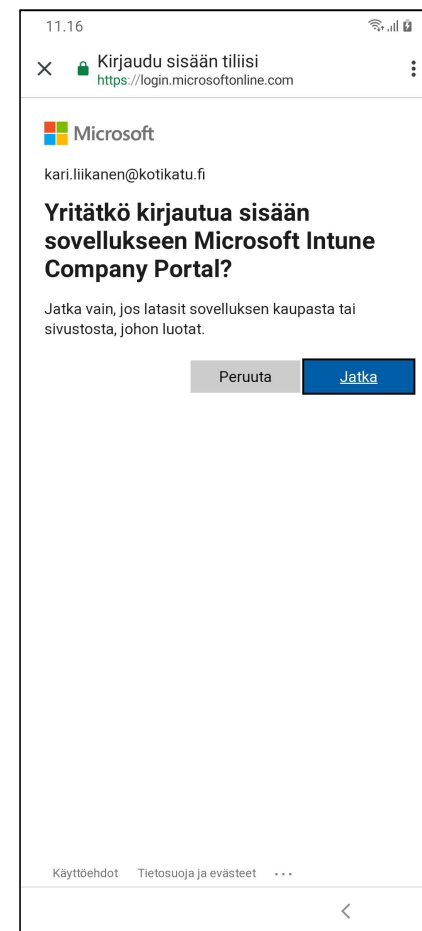 11.16
Kirjaudu sisään tiliisi
https://login.microsoftonline.com
Microsoft
kari.liikanen@kotikatu.fi
Yritätkö kirjautua sisään
sovellukseen Microsoft Intune
Company Portal?
Jatka vain, jos latasit sovelluksen kaupasta tai
sivustosta, johon luotat.
Peruuta Jatka
Käyttöehdot Tietosuoja ja evästeet ...